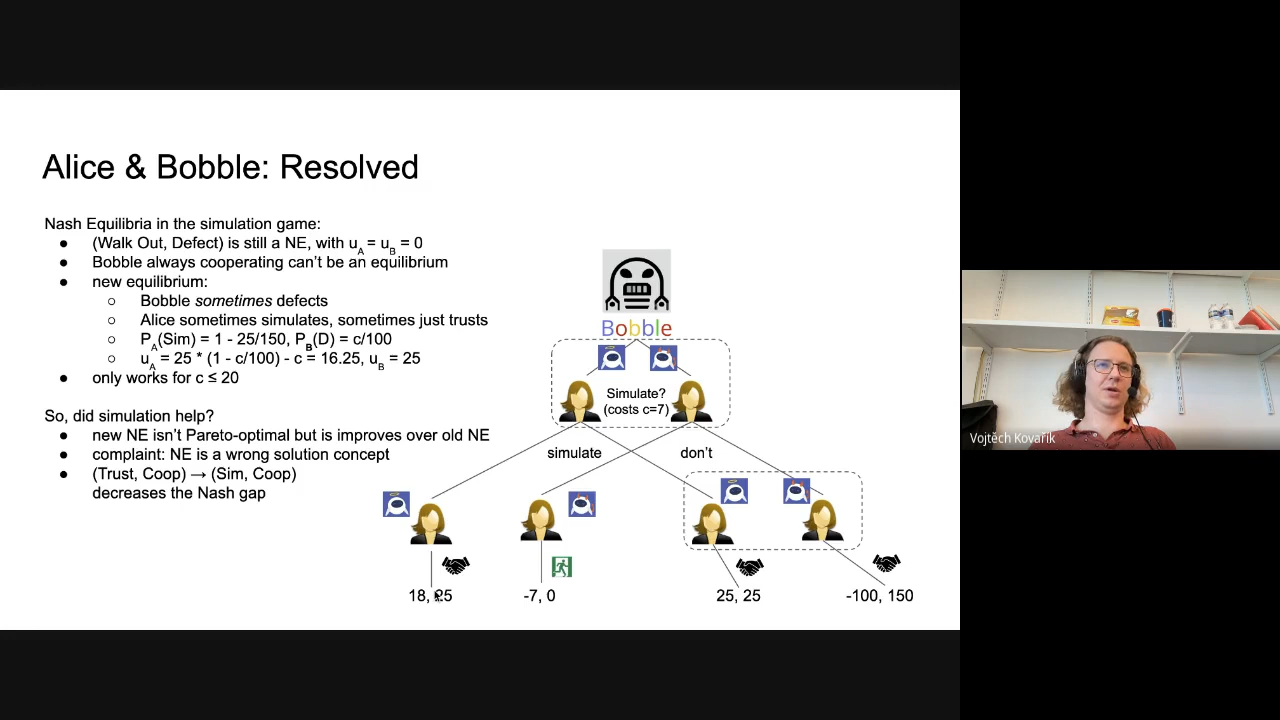 Alice & Bobble: Resolved
Nash Equilibria in the simulation game:
● (Walk Out, Defect) is still a NE, with u_A = u_B = 0
● Bobble always cooperating can't be an equilibrium
● new equilibrium:
○ Bobble sometimes defects
○ Alice sometimes simulates, sometimes just trusts
○ P_A(Sim) = 1 - 25/150, P_B(D) = c/100
○ u_A = 25 * (1 - c/100) - c = 16.25, u_B = 25
● only works for c ≤ 20
So, did simulation help?
● new NE isn't Pareto-optimal but is improves over old NE
● complaint: NE is a wrong solution concept
● (Trust, Coop) → (Sim, Coop)
decreases the Nash gap
Bobble
Simulate?
(costs c=7)
simulate
don't
18, 25
-7, 0
25, 25
-100, 150
Vojtěch Kovařík